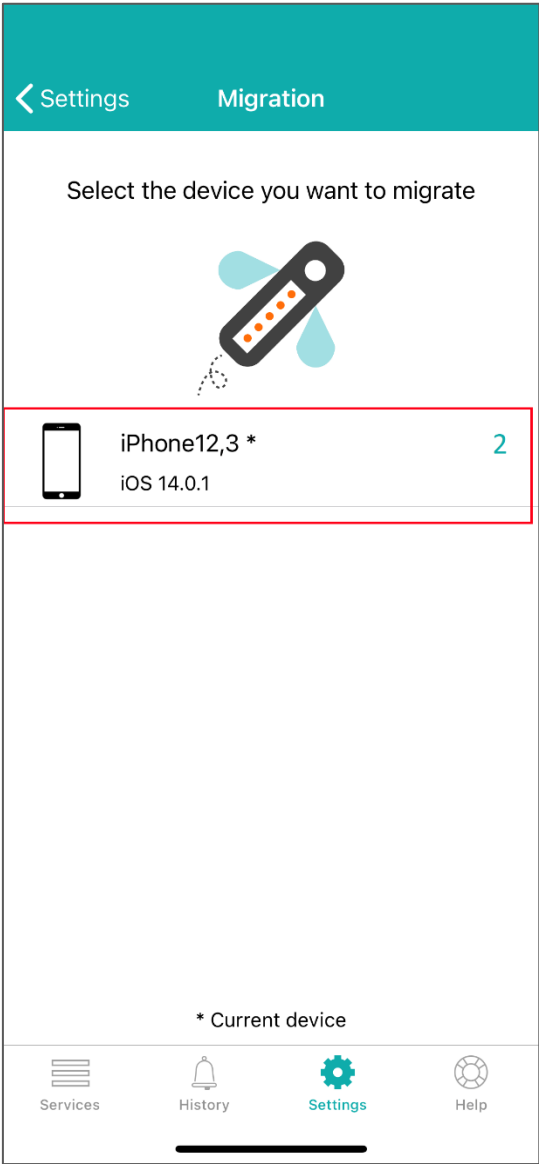 Settings
Migration
Select the device you want to migrate
iPhone12,3 *
2
iOS 14.0.1
* Current device
Services
History
Settings
Help